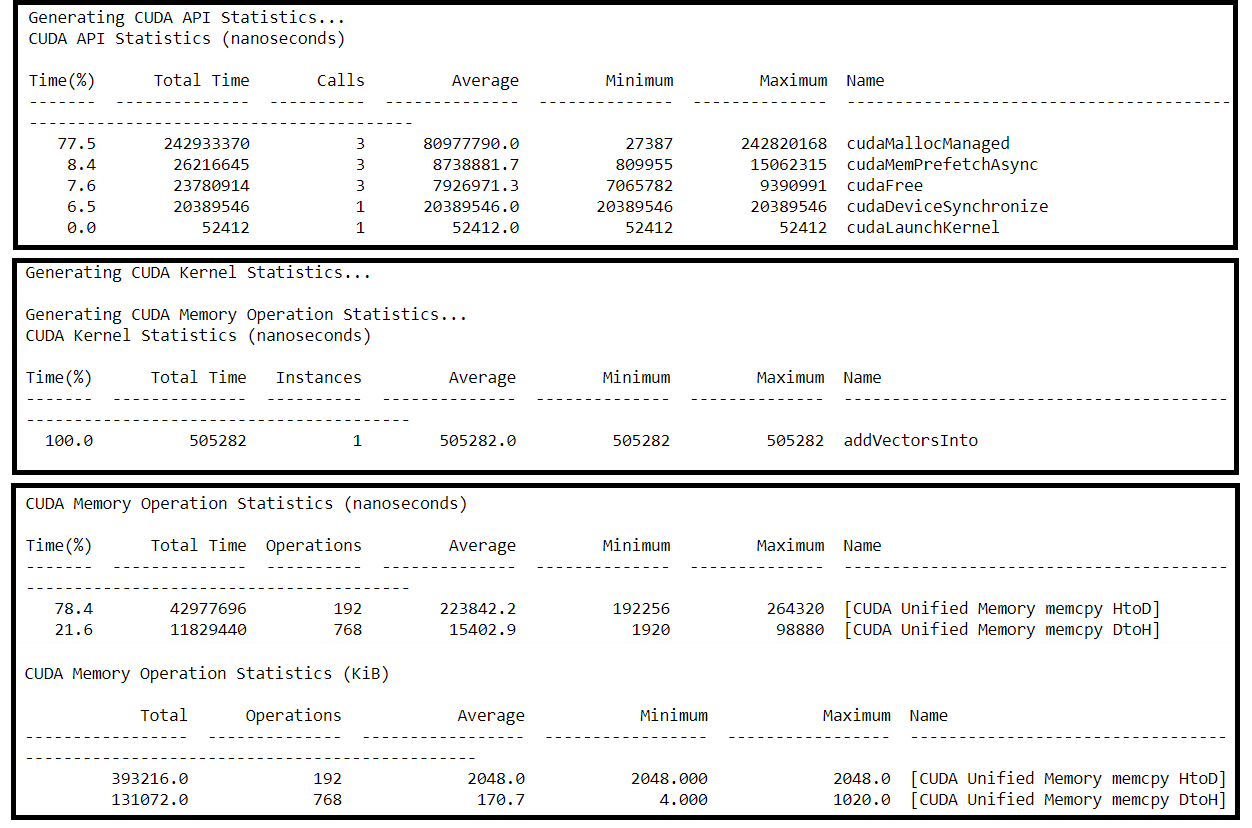 Generating CUDA API Statistics...
CUDA API Statistics (nanoseconds)
Time(%) Total Time Calls Average Minimum Maximum Name
------- -------------- ---------- -------------- -------------- -------------- ----------------------------------------
----------------------------------------
77.5 242933370 3 80977790.0 27387 242820168 cudaMallocManaged
8.4 26216645 3 8738881.7 809955 15062315 cudaMemPrefetchAsync
7.6 23780914 3 7926971.3 7065782 9390991 cudaFree
6.5 20389546 1 20389546.0 20389546 20389546 cudaDeviceSynchronize
0.0 52412 1 52412.0 52412 52412 cudaLaunchKernel
Generating CUDA Kernel Statistics...
Generating CUDA Memory Operation Statistics...
CUDA Kernel Statistics (nanoseconds)
Time(%) Total Time Instances Average Minimum Maximum Name
------- -------------- ---------- -------------- -------------- -------------- ----------------------------------------
----------------------------------------
100.0 505282 1 505282.0 505282 505282 addVectorsInto
CUDA Memory Operation Statistics (nanoseconds)
Time(%) Total Time Operations Average Minimum Maximum Name
------- -------------- ---------- -------------- -------------- -------------- ----------------------------------------
----------------------------------------
78.4 42977696 192 223842.2 192256 264320 [CUDA Unified Memory memcpy HtoD]
21.6 11829440 768 15402.9 1920 98880 [CUDA Unified Memory memcpy DtoH]
CUDA Memory Operation Statistics (KiB)
Total Operations Average Minimum Maximum Name
----------------- -------------- ----------------- ----------------- ----------------- ---------------------------------
-----------------------------------------------
393216.0 192 2048.0 2048.000 2048.0 [CUDA Unified Memory memcpy HtoD]
131072.0 768 170.7 4.000 1020.0 [CUDA Unified Memory memcpy DtoH]